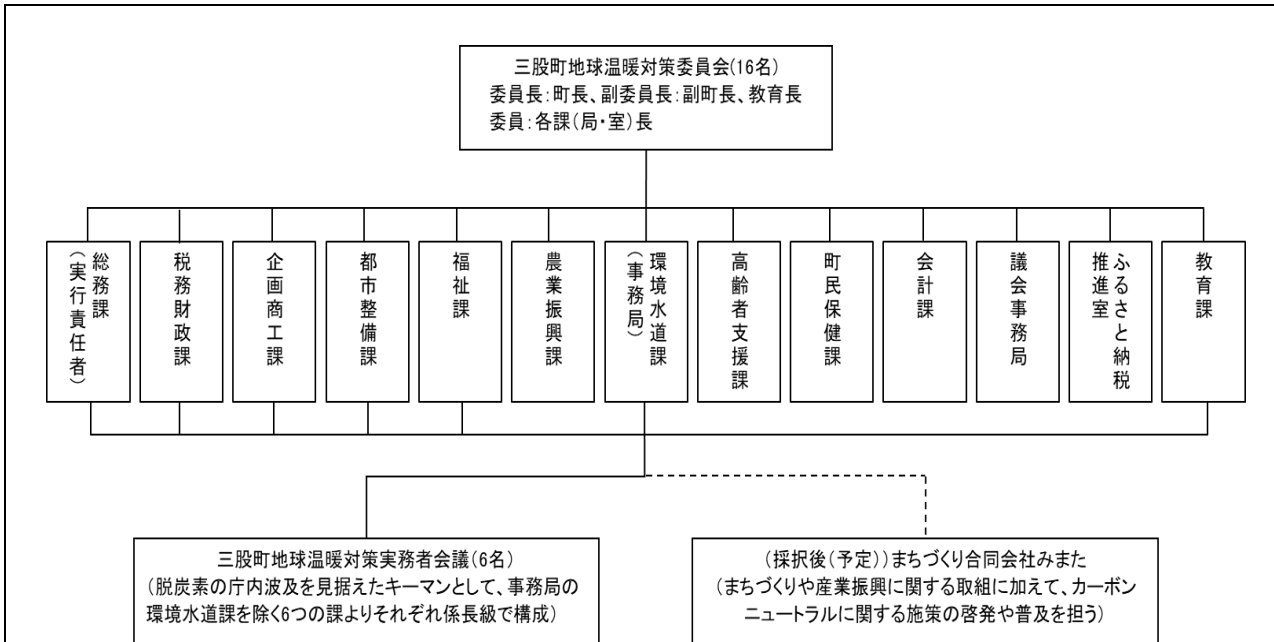 三股町地球温暖対策委員会(16名)
委員長:町長、副委員長:副町長、教育長
委員:各課(局・室)長
総務課
(実行責任者)
税務財政課
企画商工課
都市整備課
福祉課
農業振興課
環境水道課
(事務局)
高齢者支援課
町民保健課
会計課
議会事務局
ふるさと納税
推進室
教育課
三股町地球温暖対策実務者会議(6名)
(脱炭素の庁内波及を見据えたキーマンとして、事務局の
環境水道課を除く6つの課よりそれぞれ係長級で構成)
(採択後(予定))まちづくり合同会社みまた
(まちづくりや産業振興に関する取組に加えて、カーボン
ニュートラルに関する施策の啓発や普及を担う)